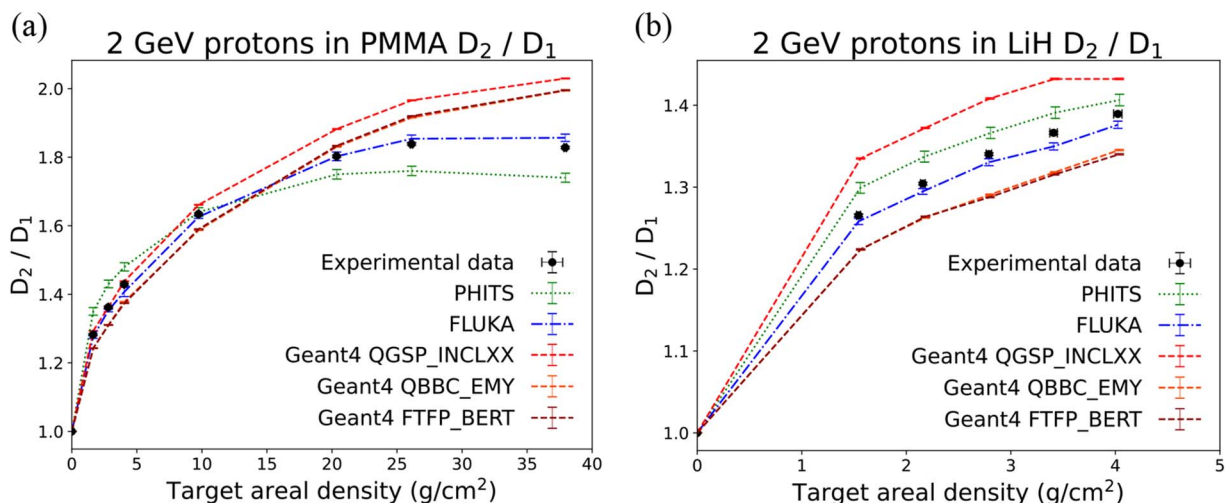 (a)
2 GeV protons in PMMA D₂ / D₁
D₂ / D₁
2.0
1.8
1.6
1.4
1.2
1.0
Experimental data
PHITS
FLUKA
Geant4 QGSP_INCLXX
Geant4 QBBC_EMY
Geant4 FTFP_BERT
0 5 10 15 20 25 30 35 40
Target areal density (g/cm²)
(b)
2 GeV protons in LiH D₂ / D₁
D₂ / D₁
1.4
1.3
1.2
1.1
1.0
Experimental data
PHITS
FLUKA
Geant4 QGSP_INCLXX
Geant4 QBBC_EMY
Geant4 FTFP_BERT
0 1 2 3 4 5
Target areal density (g/cm²)